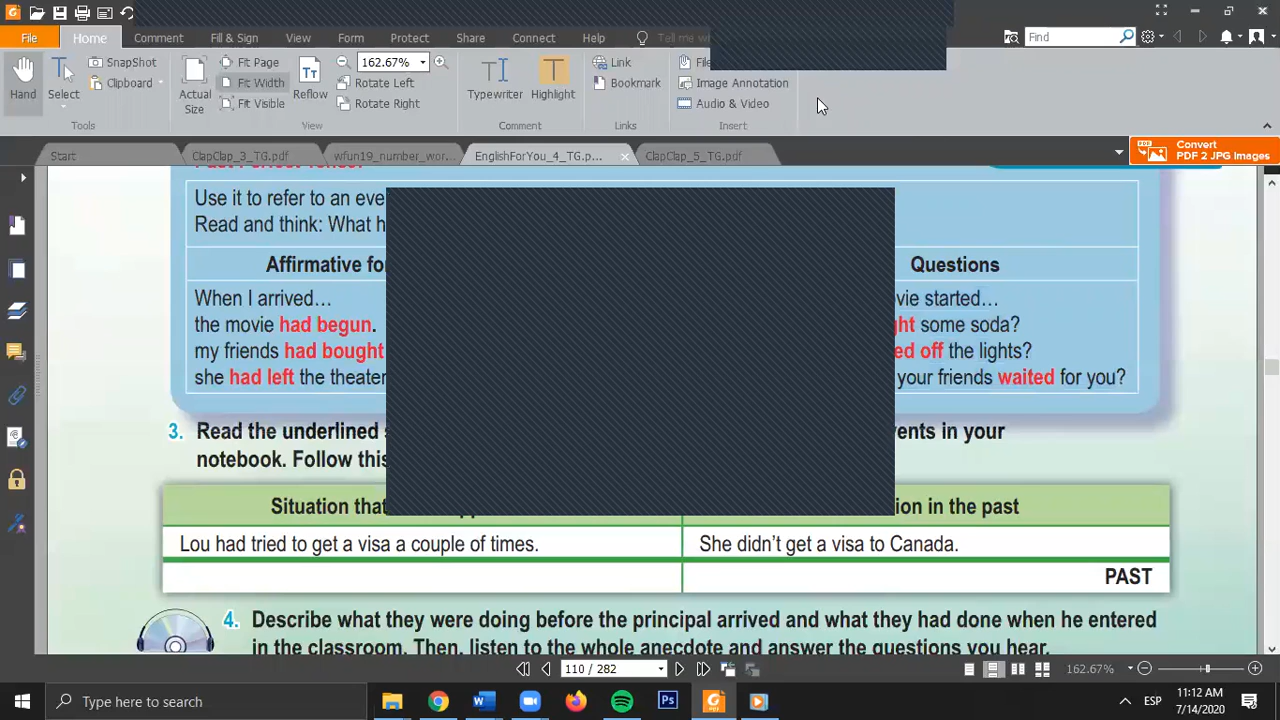 File Home Comment Fill & Sign View Form Protect Share Connect Help Tell me Find
Hand
Select
SnapShot
Clipboard
Actual Size
Fit Page
Fit Width
Fit Visible
Reflow
162.67%
Rotate Left
Rotate Right
Typewriter
Highlight
Link
Bookmark
Image Annotation
Audio & Video
Tools View Comment Links Insert
Start ClapClap_3_TG.pdf wfun19_number_wor... EnglishForYou_4_TG.p... ClapClap_5_TG.pdf
Convert
PDF 2 JPG Images
Use it to refer to an eve
Read and think: What h
Affirmative fo Questions
When I arrived… vie started…
the movie had begun. ght some soda?
my friends had bought ed off the lights?
she had left the theater your friends waited for you?
3. Read the underlined vents in your
notebook. Follow this
Situation that ion in the past
Lou had tried to get a visa a couple of times. She didn't get a visa to Canada.
PAST
4. Describe what they were doing before the principal arrived and what they had done when he entered
in the classroom. Then, listen to the whole anecdote and answer the questions you hear.
110 / 282 162.67%
Type here to search
ESP
11:12 AM
7/14/2020